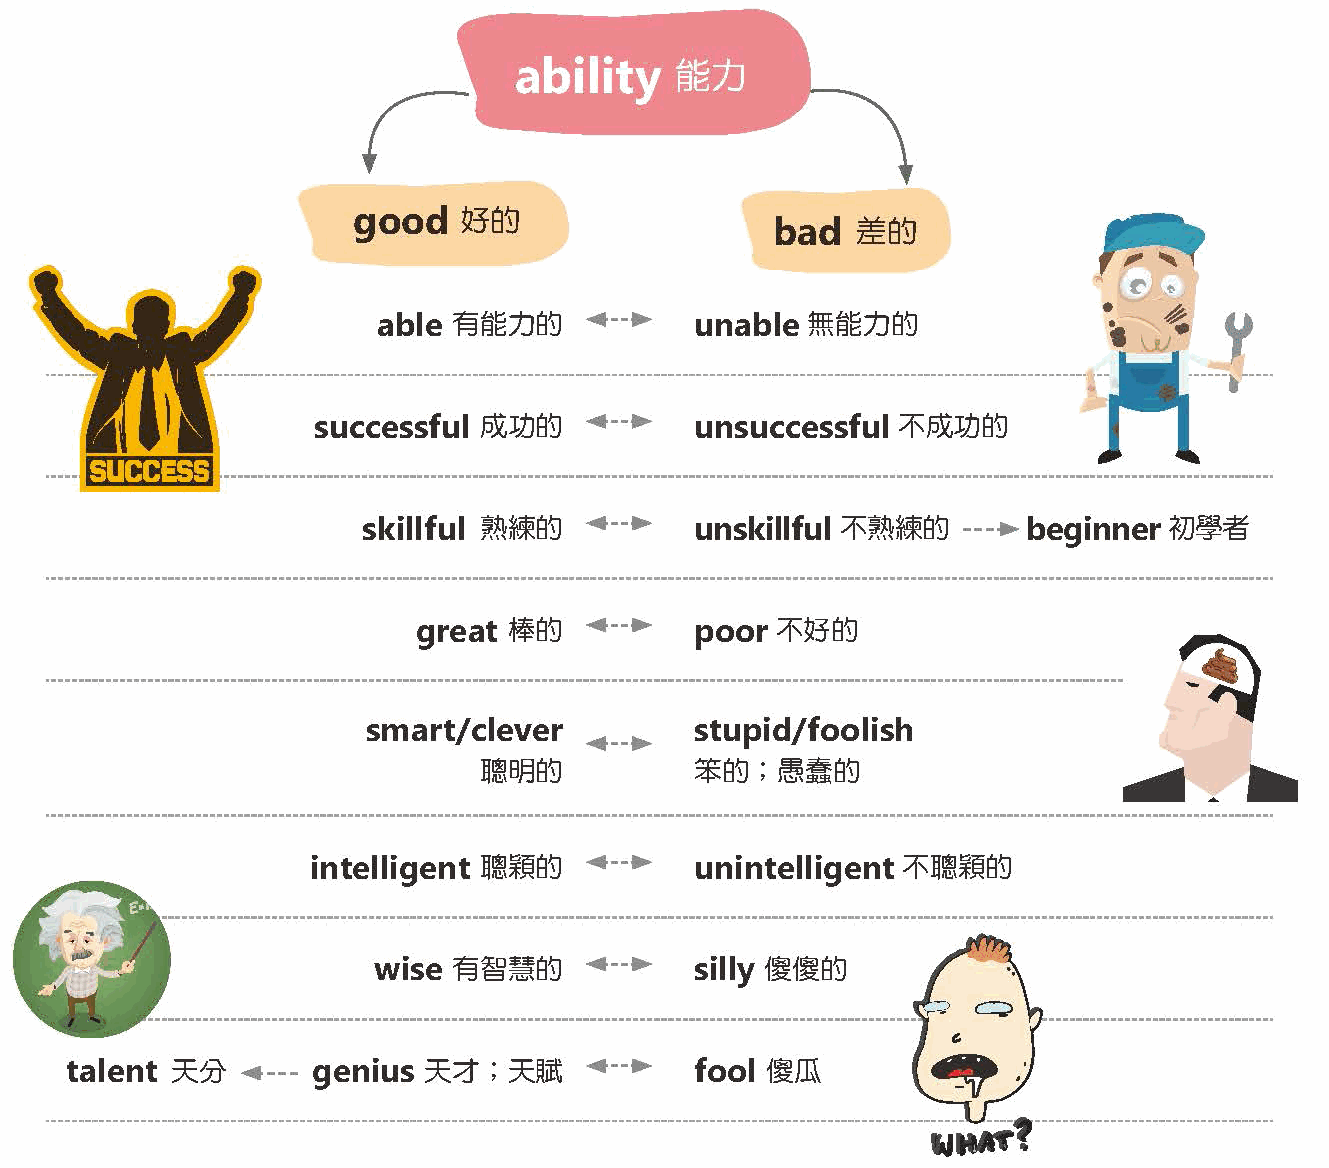 ability 能力
good 好的
bad 差的
able 有能力的 unable 無能力的
successful 成功的 unsuccessful 不成功的
SUCCESS
skillful 熟練的 unskillful 不熟練的 beginner 初學者
great 棒的 poor 不好的
smart/clever stupid/foolish
聰明的 笨的；愚蠢的
intelligent 聰穎的 unintelligent 不聰穎的
wise 有智慧的 silly 傻傻的
talent 天分 genius 天才；天賦 fool 傻瓜
WHAT?